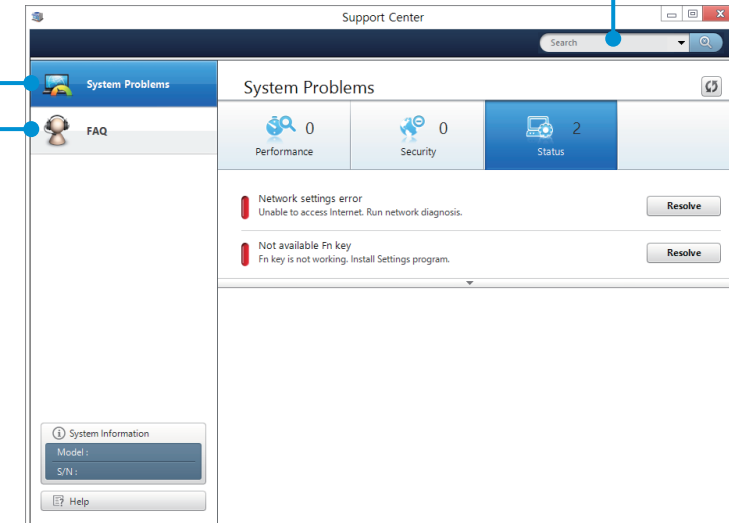 Support Center
Search
System Problems
FAQ
System Problems
0
Performance
0
Security
2
Status
Network settings error
Unable to access Internet. Run network diagnosis.
Resolve
Not available Fn key
Fn key is not working. Install Settings program.
Resolve
System Information
Model :
S/N :
Help